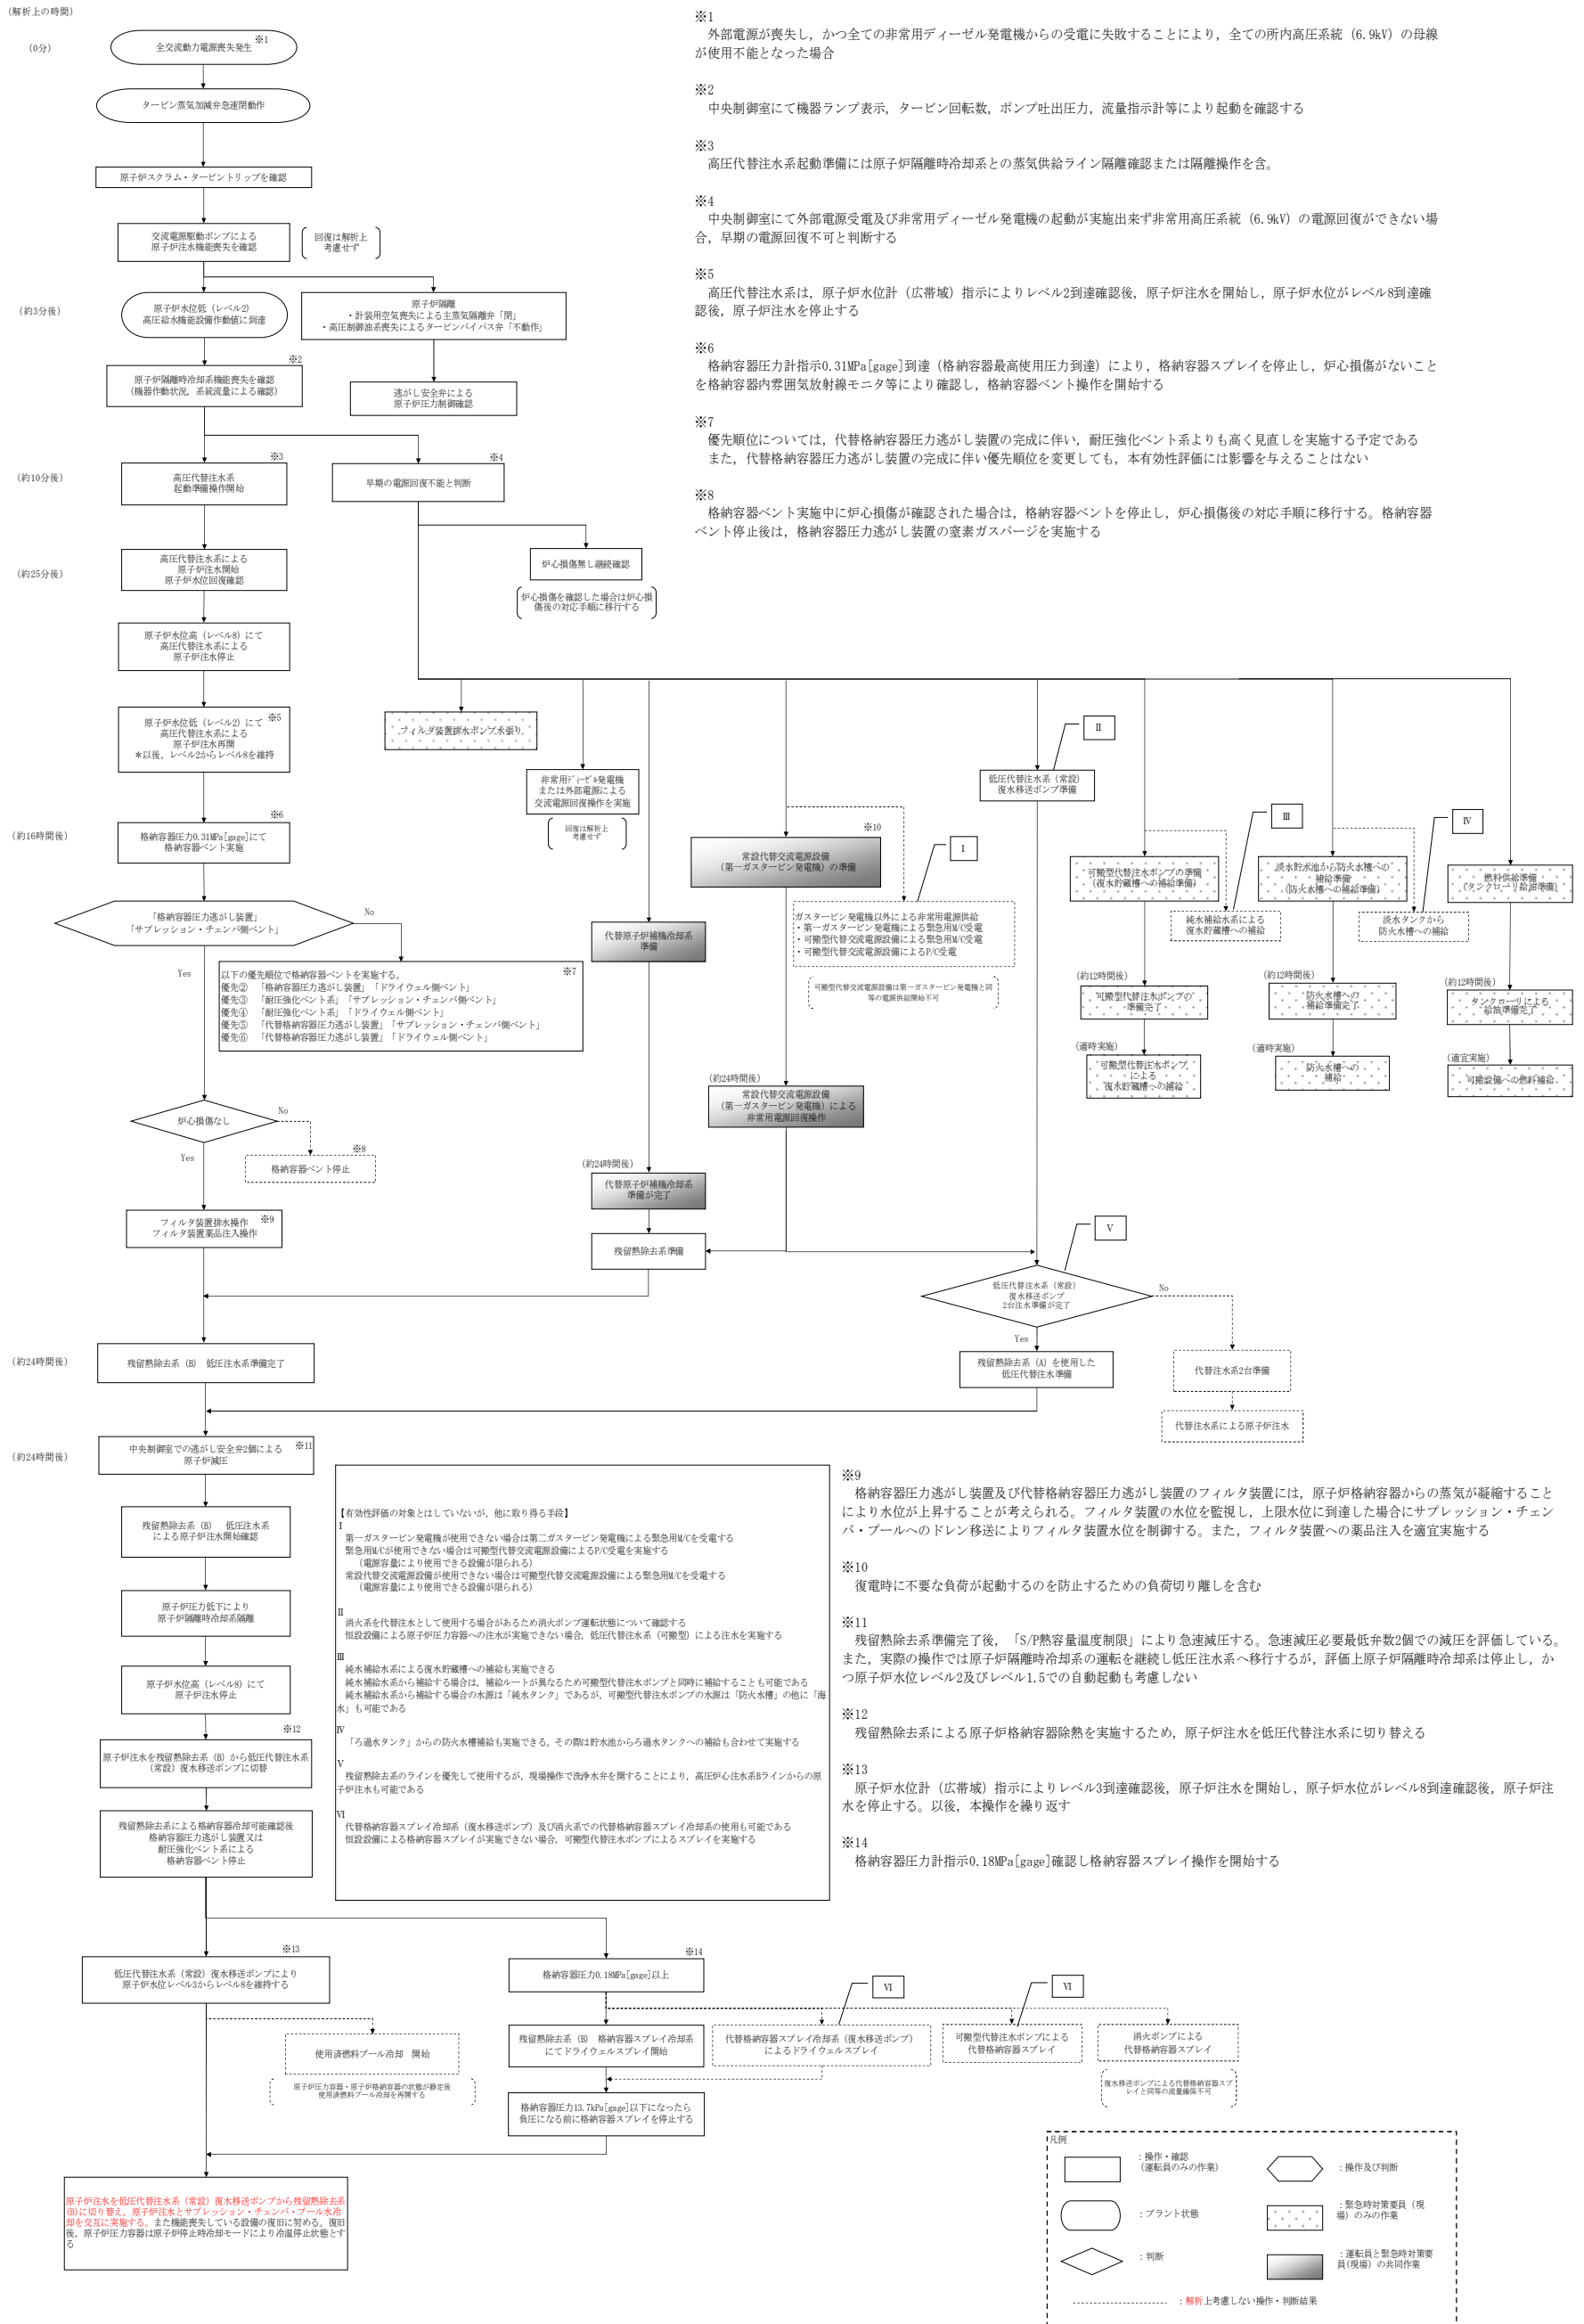 (解析上の時間)
(0分)
全交流動力電源喪失発生 ※1
タービン蒸気加減弁急速閉動作
原子炉スクラム・タービントリップを確認
交流電源駆動ポンプによる
原子炉注水機能喪失を確認
回復は解析上
考慮せず
(約3分後)
原子炉水位低（レベル2）
高圧給水機能設備作動値に到達
原子炉隔離
・計装用空気喪失による主蒸気隔離弁「閉」
・高圧制御油系喪失によるタービンバイパス弁「不動作」
※2
原子炉隔離時冷却系機能喪失を確認
(機器作動状況，系統流量による確認)
逃がし安全弁による
原子炉圧力制御確認
(約10分後)
※3
高圧代替注水系
起動準備操作開始
※4
早期の電源回復不能と判断
(約25分後)
高圧代替注水系による
原子炉注水開始
原子炉水位回復確認
炉心損傷無し継続確認
炉心損傷を確認した場合は炉心損
傷後の対応手順に移行する
原子炉水位高（レベル8）にて
高圧代替注水系による
原子炉注水停止
原子炉水位低（レベル2）にて ※5
高圧代替注水系による
原子炉注水再開
＊以後，レベル2からレベル8を維持
(約16時間後)
※6
格納容器圧力0.31MPa[gage]にて
格納容器ベント実施
「格納容器圧力逃がし装置」
「サプレッション・チェンバ側ベント」
No
Yes
以下の優先順位で格納容器ベントを実施する。 ※7
優先② 「格納容器圧力逃がし装置」「ドライウェル側ベント」
優先③ 「耐圧強化ベント系」「サプレッション・チェンバ側ベント」
優先④ 「耐圧強化ベント系」「ドライウェル側ベント」
優先⑤ 「代替格納容器圧力逃がし装置」「サプレッション・チェンバ側ベント」
優先⑥ 「代替格納容器圧力逃がし装置」「ドライウェル側ベント」
炉心損傷なし
No
Yes
※8
格納容器ベント停止
フィルタ装置排水操作 ※9
フィルタ装置薬品注入操作
※1
外部電源が喪失し，かつ全ての非常用ディーゼル発電機からの受電に失敗することにより，全ての所内高圧系統（6.9kV）の母線
が使用不能となった場合
※2
中央制御室にて機器ランプ表示，タービン回転数，ポンプ吐出圧力，流量指示計等により起動を確認する
※3
高圧代替注水系起動準備には原子炉隔離時冷却系との蒸気供給ライン隔離確認または隔離操作を含。
※4
中央制御室にて外部電源受電及び非常用ディーゼル発電機の起動が実施出来ず非常用高圧系統（6.9kV）の電源回復ができない場
合，早期の電源回復不可と判断する
※5
高圧代替注水系は，原子炉水位計（広帯域）指示によりレベル2到達確認後，原子炉注水を開始し，原子炉水位がレベル8到達確
認後，原子炉注水を停止する
※6
格納容器圧力計指示0.31MPa[gage]到達（格納容器最高使用圧力到達）により，格納容器スプレイを停止し，炉心損傷がないこと
を格納容器内雰囲気放射線モニタ等により確認し，格納容器ベント操作を開始する
※7
優先順位については，代替格納容器圧力逃がし装置の完成に伴い，耐圧強化ベント系よりも高く見直しを実施する予定である
また，代替格納容器圧力逃がし装置の完成に伴い優先順位を変更しても，本有効性評価には影響を与えることはない
※8
格納容器ベント実施中に炉心損傷が確認された場合は，格納容器ベントを停止し，炉心損傷後の対応手順に移行する。格納容器
ベント停止後は，格納容器圧力逃がし装置の窒素ガスパージを実施する
フィルタ装置排水ポンプ水張り
非常用ディーゼル発電機
または外部電源による
交流電源回復操作を実施
回復は解析上
考慮せず
代替原子炉補機冷却系
準備
※10
常設代替交流電源設備
（第一ガスタービン発電機）の準備
I
ガスタービン発電機以外による非常用電源供給
・第一ガスタービン発電機による緊急用M/C受電
・可搬型代替交流電源設備による緊急用M/C受電
・可搬型代替交流電源設備によるP/C受電
可搬型代替交流電源設備は第一ガスタービン発電機と同
等の電源供給開始不可
II
低圧代替注水系（常設）
復水移送ポンプ準備
III
可搬型代替注水ポンプの準備
(復水貯蔵槽への補給準備)
純水補給水系による
復水貯蔵槽への補給
(約12時間後)
可搬型代替注水ポンプの
準備完了
(適時実施)
可搬型代替注水ポンプ
による
復水貯蔵槽への補給
IV
淡水貯水池から防火水槽への
補給準備
(防火水槽への補給準備)
淡水タンクから
防火水槽への補給
(約12時間後)
防火水槽への
補給準備完了
(適時実施)
防火水槽への
補給
燃料供給準備
(タンクローリ給油準備)
(約12時間後)
タンクローリによる
給油準備完了
(適宜実施)
可搬設備への燃料補給
(約24時間後)
常設代替交流電源設備
（第一ガスタービン発電機）による
非常用電源回復操作
(約24時間後)
代替原子炉補機冷却系
準備が完了
残留熱除去系準備
V
低圧代替注水系（常設）
復水移送ポンプ
2台注水準備が完了
No
Yes
残留熱除去系（A）を使用した
低圧代替注水準備
代替注水系2台準備
代替注水系による原子炉注水
(約24時間後)
残留熱除去系（B） 低圧注水系準備完了
(約24時間後)
中央制御室での逃がし安全弁2個による ※11
原子炉減圧
残留熱除去系（B） 低圧注水系
による原子炉注水開始確認
原子炉圧力低下により
原子炉隔離時冷却系隔離
原子炉水位高（レベル8）にて
原子炉注水停止
※12
原子炉注水を残留熱除去系（B）から低圧代替注水系
（常設）復水移送ポンプに切替
残留熱除去系による格納容器冷却可能確認後
格納容器圧力逃がし装置又は
耐圧強化ベント系による
格納容器ベント停止
【有効性評価の対象とはしていないが，他に取り得る手段】
I
第一ガスタービン発電機が使用できない場合は第二ガスタービン発電機による緊急用M/Cを受電する
緊急用M/Cが使用できない場合は可搬型代替交流電源設備によるP/C受電を実施する
（電源容量により使用できる設備が限られる）
常設代替交流電源設備が使用できない場合は可搬型代替交流電源設備による緊急用M/Cを受電する
（電源容量により使用できる設備が限られる）
II
消火系を代替注水として使用する場合があるため消火ポンプ運転状態について確認する
恒設設備による原子炉圧力容器への注水が実施できない場合，低圧代替注水系（可搬型）による注水を実施する
III
純水補給水系による復水貯蔵槽への補給も実施できる
純水補給水系から補給する場合は，補給ルートが異なるため可搬型代替注水ポンプと同時に補給することも可能である
純水補給水系から補給する場合の水源は「純水タンク」であるが，可搬型代替注水ポンプの水源は「防火水槽」の他に「海
水」も可能である
IV
「ろ過水タンク」からの防火水槽補給も実施できる。その際は貯水池からろ過水タンクへの補給も合わせて実施する
V
残留熱除去系のラインを優先して使用するが，現場操作で洗浄水弁を開することにより，高圧炉心注水系Bラインからの原
子炉注水も可能である
VI
代替格納容器スプレイ冷却系（復水移送ポンプ）及び消火系での代替格納容器スプレイ冷却系の使用も可能である
恒設設備による格納容器スプレイが実施できない場合，可搬型代替注水ポンプによるスプレイを実施する
※9
格納容器圧力逃がし装置及び代替格納容器圧力逃がし装置のフィルタ装置には，原子炉格納容器からの蒸気が凝縮すること
により水位が上昇することが考えられる。フィルタ装置の水位を監視し，上限水位に到達した場合にサプレッション・チェン
バ・プールへのドレン移送によりフィルタ装置水位を制御する。また，フィルタ装置への薬品注入を適宜実施する
※10
復電時に不要な負荷が起動するのを防止するための負荷切り離しを含む
※11
残留熱除去系準備完了後，「S/P熱容量温度制限」により急速減圧する。急速減圧必要最低弁数2個での減圧を評価している。
また，実際の操作では原子炉隔離時冷却系の運転を継続し低圧注水系へ移行するが，評価上原子炉隔離時冷却系は停止し，か
つ原子炉水位レベル2及びレベル1.5での自動起動も考慮しない
※12
残留熱除去系による原子炉格納容器除熱を実施するため，原子炉注水を低圧代替注水系に切り替える
※13
原子炉水位計（広帯域）指示によりレベル3到達確認後，原子炉注水を開始し，原子炉水位がレベル8到達確認後，原子炉注
水を停止する。以後，本操作を繰り返す
※14
格納容器圧力計指示0.18MPa[gage]確認し格納容器スプレイ操作を開始する
※13
低圧代替注水系（常設）復水移送ポンプにより
原子炉水位レベル3からレベル8を維持する
使用済燃料プール冷却 開始
原子炉圧力容器・原子炉格納容器の状態が静定後
使用済燃料プール冷却を再開する
※14
格納容器圧力0.18MPa[gage]以上
残留熱除去系（B） 格納容器スプレイ冷却系
にてドライウェルスプレイ開始
VI
代替格納容器スプレイ冷却系（復水移送ポンプ）
によるドライウェルスプレイ
VI
可搬型代替注水ポンプによる
代替格納容器スプレイ
消火ポンプによる
代替格納容器スプレイ
復水移送ポンプによる代替格納容器スプ
レイと同等の流量確保不可
格納容器圧力13.7kPa[gage]以下になったら
負圧になる前に格納容器スプレイを停止する
原子炉注水を低圧代替注水系（常設）復水移送ポンプから残留熱除去系
(B)に切り替え，原子炉注水とサプレッション・チェンバ・プール水冷
却を交互に実施する。また機能喪失している設備の復旧に努める。復旧
後，原子炉圧力容器は原子炉停止時冷却モードにより冷温停止状態とす
る
凡例
：操作・確認
（運転員のみの作業）
：操作及び判断
：プラント状態
：緊急時対策要員（現
場）のみの作業
：判断
：運転員と緊急時対策要
員(現場）の共同作業
：解析上考慮しない操作・判断結果